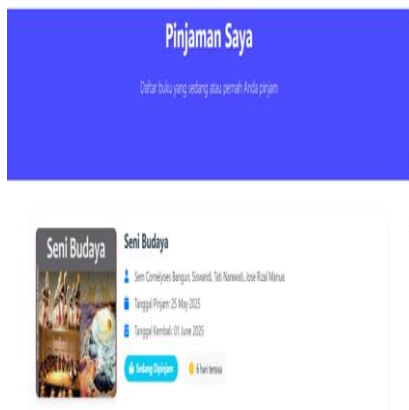 Pinjaman Saya
Daftar buku yang sedang atau pernah Anda pinjam
Seni Budaya
Seni Budaya
Sem Cornelyoes Bangun, Siswandi, Tati Narawati, Jose Rizal Manua
Tanggal Pinjam: 25 May 2025
Tanggal Kembali: 01 June 2025
Sedang Dipinjam
6 hari tersisa